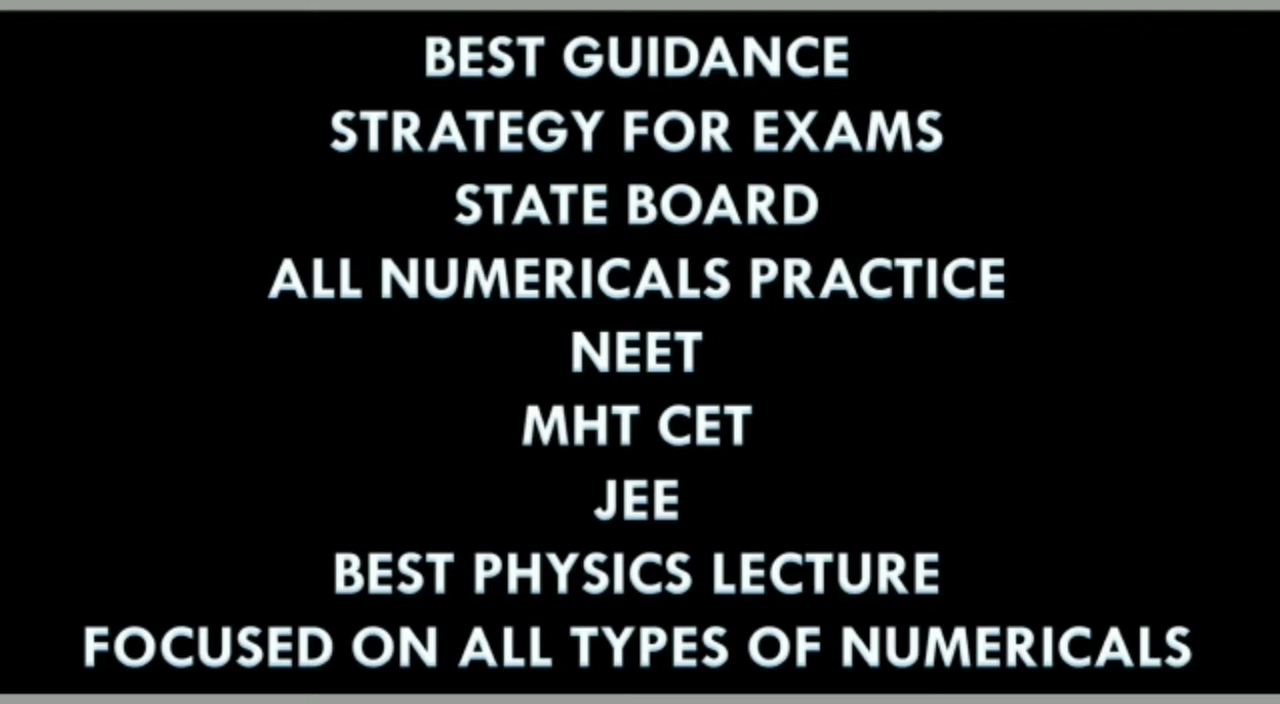 BEST GUIDANCE
STRATEGY FOR EXAMS
STATE BOARD
ALL NUMERICALS PRACTICE
NEET
MHT CET
JEE
BEST PHYSICS LECTURE
FOCUSED ON ALL TYPES OF NUMERICALS